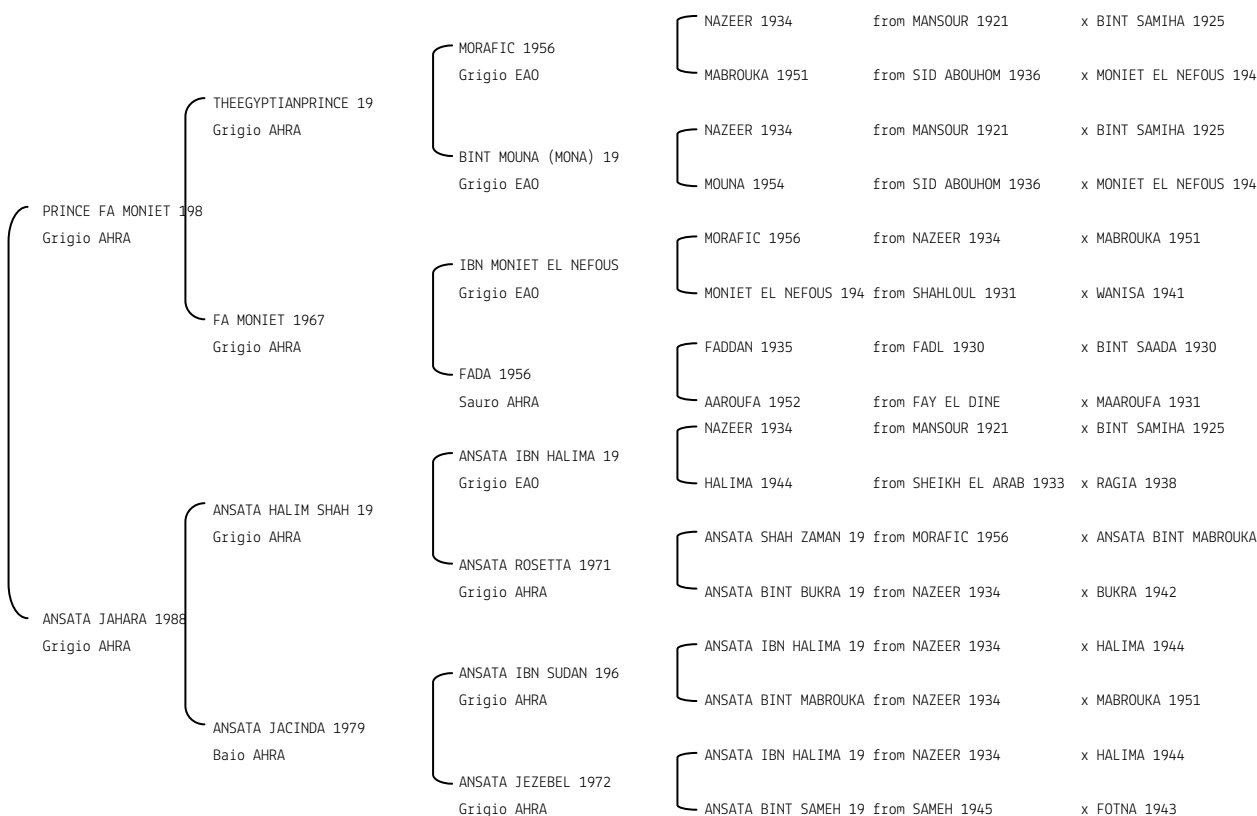 NAZEER 1934 from MANSOUR 1921 x BINT SAMIHA 1925
MORAFIC 1956
Grigio EAO
MABROUKA 1951 from SID ABOUHOM 1936 x MONIET EL NEFOUS 194
THEEGYPTIANPRINCE 19
Grigio AHRA
NAZEER 1934 from MANSOUR 1921 x BINT SAMIHA 1925
BINT MOUNA (MONA) 19
Grigio EAO
MOUNA 1954 from SID ABOUHOM 1936 x MONIET EL NEFOUS 194
PRINCE FA MONIET 198
Grigio AHRA
MORAFIC 1956 from NAZEER 1934 x MABROUKA 1951
IBN MONIET EL NEFOUS
Grigio EAO
MONIET EL NEFOUS 194 from SHAHLOUL 1931 x WANISA 1941
FA MONIET 1967
Grigio AHRA
FADDAN 1935 from FADL 1930 x BINT SAADA 1930
FADA 1956
Sauro AHRA
AAROUFA 1952 from FAY EL DINE x MAAROUFA 1931
NAZEER 1934 from MANSOUR 1921 x BINT SAMIHA 1925
ANSATA IBN HALIMA 19
Grigio EAO
HALIMA 1944 from SHEIKH EL ARAB 1933 x RAGIA 1938
ANSATA HALIM SHAH 19
Grigio AHRA
ANSATA SHAH ZAMAN 19 from MORAFIC 1956 x ANSATA BINT MABROUKA
ANSATA ROSETTA 1971
Grigio AHRA
ANSATA BINT BUKRA 19 from NAZEER 1934 x BUKRA 1942
ANSATA JAHARA 1988
Grigio AHRA
ANSATA IBN HALIMA 19 from NAZEER 1934 x HALIMA 1944
ANSATA IBN SUDAN 196
Grigio AHRA
ANSATA BINT MABROUKA from NAZEER 1934 x MABROUKA 1951
ANSATA JACINDA 1979
Baio AHRA
ANSATA IBN HALIMA 19 from NAZEER 1934 x HALIMA 1944
ANSATA JEZEBEL 1972
Grigio AHRA
ANSATA BINT SAMEH 19 from SAMEH 1945 x FOTNA 1943